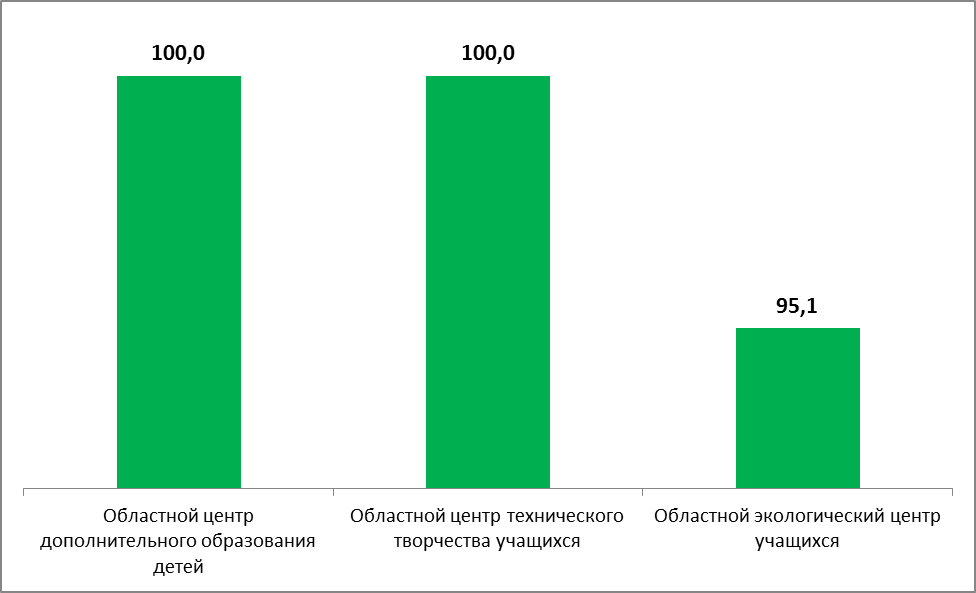 100,0
100,0
95,1
Областной центр
дополнительного образования
детей
Областной центр технического
творчества учащихся
Областной экологический центр
учащихся